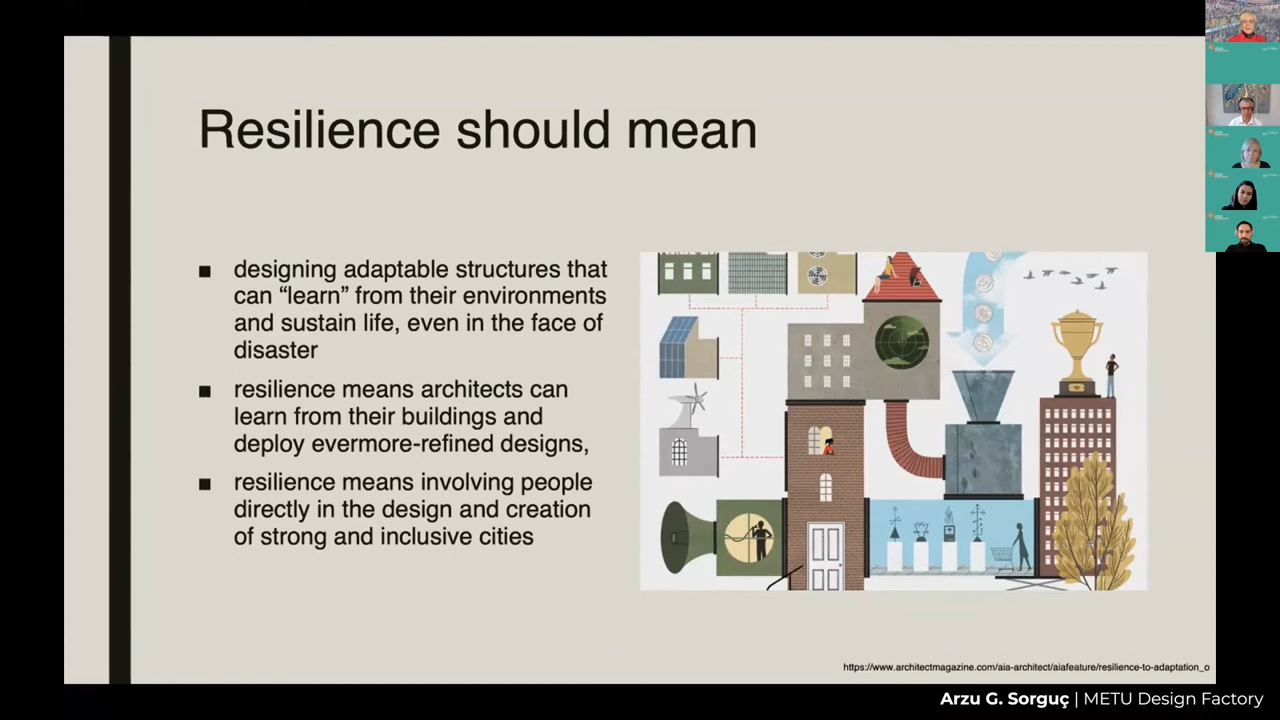 Resilience should mean
■ designing adaptable structures that
can “learn” from their environments
and sustain life, even in the face of
disaster
■ resilience means architects can
learn from their buildings and
deploy evermore-refined designs,
■ resilience means involving people
directly in the design and creation
of strong and inclusive cities
https://www.architectmagazine.com/aia-architect/aiafeature/resilience-to-adaptation_o
Arzu G. Sorguç | METU Design Factory